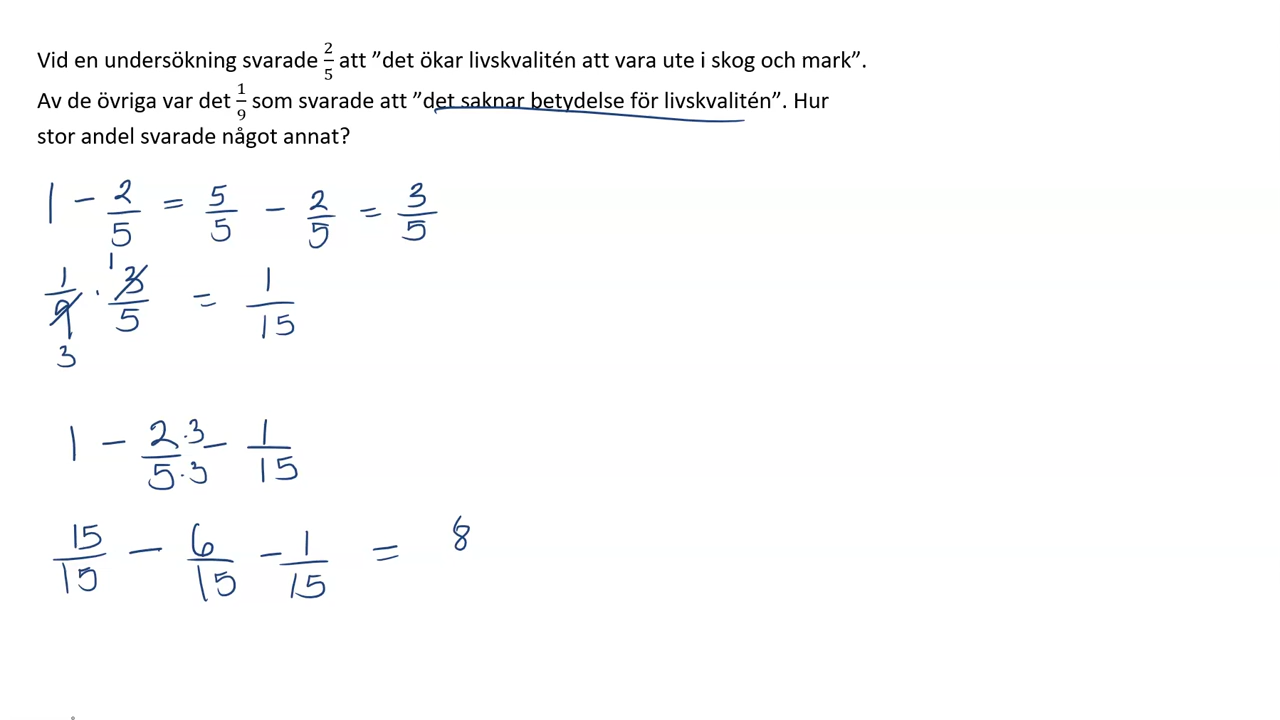 Vid en undersökning svarade 2/5 att ”det ökar livskvalitén att vara ute i skog och mark”.
Av de övriga var det 1/9 som svarade att ”det saknar betydelse för livskvalitén”. Hur
stor andel svarade något annat?
1 - 2/5 = 5/5 - 2/5 = 3/5
1/9 3 · 3/5 1 = 1/15
1 - 2·3/5·3 - 1/15
15/15 - 6/15 - 1/15 = 8